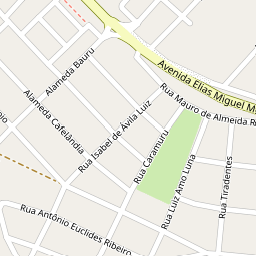 Alameda Bauru
Avenida Elias Miguel M
Rua Mauro de Almeida R
Alameda Cafelândia
Rua Isabel de Ávila Luiz
Rua Caramuru
Rua Luiz Amo Luna
Rua Tiradentes
Rua Antônio Euclides Ribeiro